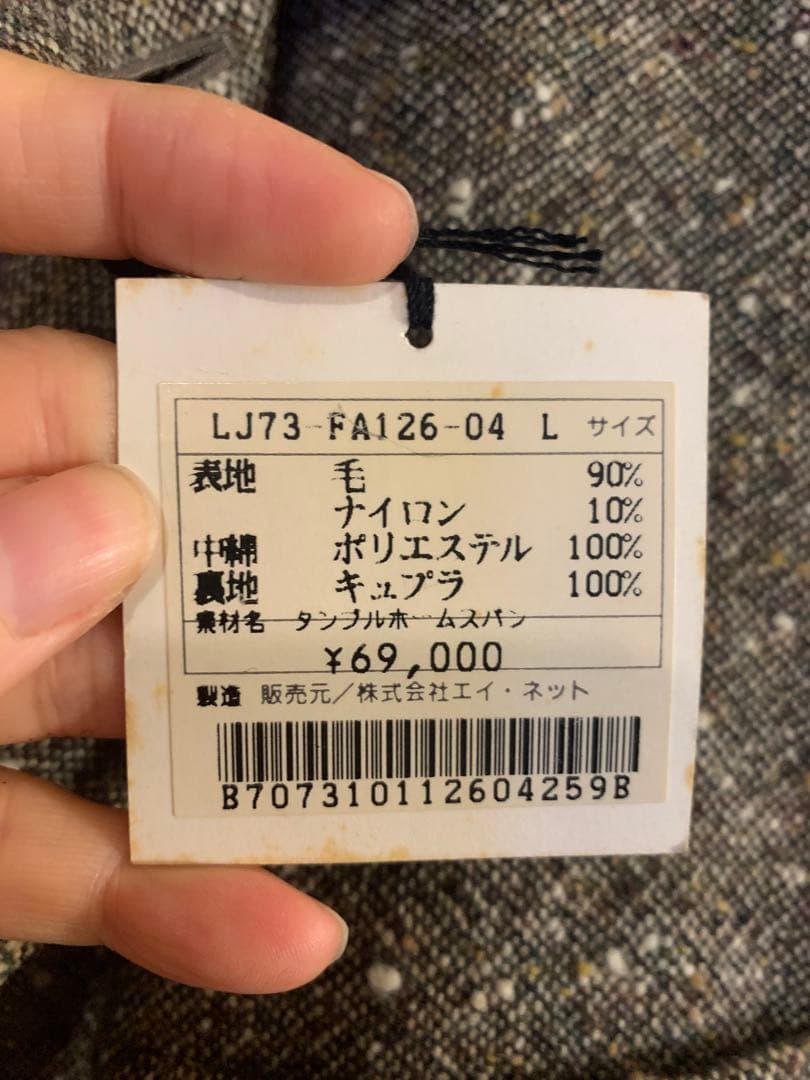 LJ73-FA126-04 L サイズ
表地 毛 90%
ナイロン 10%
中綿 ポリエステル 100%
裏地 キュプラ 100%
素材名 タンブルホームスパン
¥69,000
製造 販売元/株式会社エイ・ネット
B707310112604259B